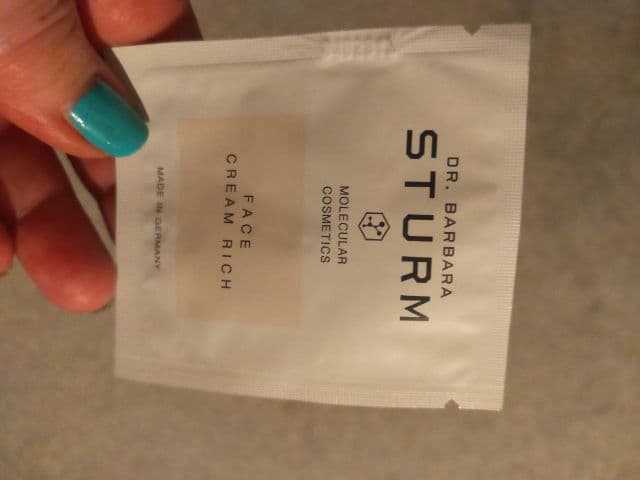 DR. BARBARA
STURM
MOLECULAR
COSMETICS
FACE
CREAM RICH
MADE IN GERMANY